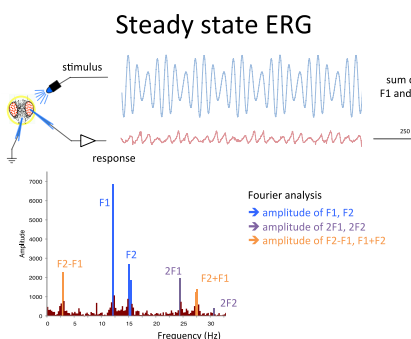 Steady state ERG
stimulus
sum o
F1 and
250
response
Fourier analysis
➔ amplitude of F1, F2
➔ amplitude of 2F1, 2F2
➔ amplitude of F2-F1, F1+F2
7000
6000
5000
4000
3000
2000
1000
0
Amplitude
F1
F2-F1
F2
2F1
F2+F1
2F2
0
5
10
15
20
25
30
Frequency (Hz)